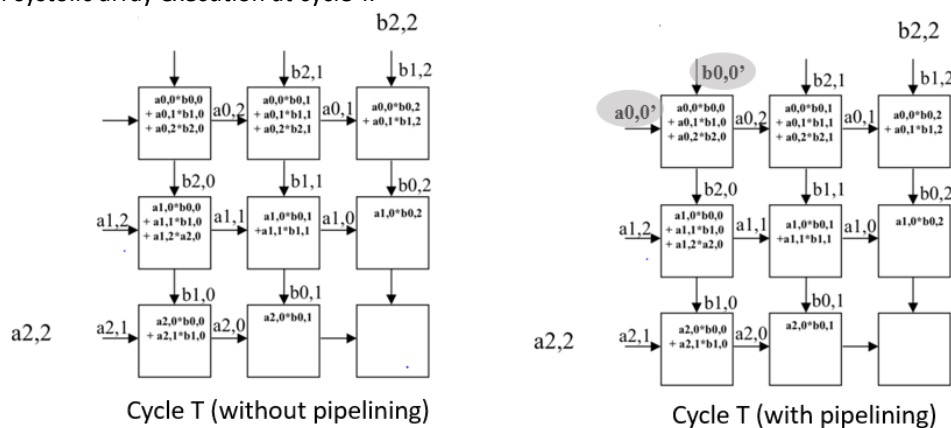 systolic array execution at cycle
b2,2
b2,1
b1,2
a0,0*b0,0
+ a0,1*b1,0
+ a0,2*b2,0
a0,2
a0,0*b0,1
+ a0,1*b1,1
+ a0,2*b2,1
a0,1
a0,0*b0,2
+ a0,1*b1,2
b2,0
b1,1
b0,2
a1,2
a1,0*b0,0
+ a1,1*b1,0
+ a1,2*a2,0
a1,1
a1,0*b0,1
+a1,1*b1,1
a1,0
a1,0*b0,2
b1,0
b0,1
a2,2
a2,1
a2,0*b0,0
+ a2,1*b1,0
a2,0
a2,0*b0,1
Cycle T (without pipelining)
b2,2
b0,0’
b2,1
b1,2
a0,0’
a0,0*b0,0
+ a0,1*b1,0
+ a0,2*b2,0
a0,2
a0,0*b0,1
+ a0,1*b1,1
+ a0,2*b2,1
a0,1
a0,0*b0,2
+ a0,1*b1,2
b2,0
b1,1
b0,2
a1,2
a1,0*b0,0
+ a1,1*b1,0
+ a1,2*a2,0
a1,1
a1,0*b0,1
+a1,1*b1,1
a1,0
a1,0*b0,2
b1,0
b0,1
a2,2
a2,1
a2,0*b0,0
+ a2,1*b1,0
a2,0
a2,0*b0,1
Cycle T (with pipelining)